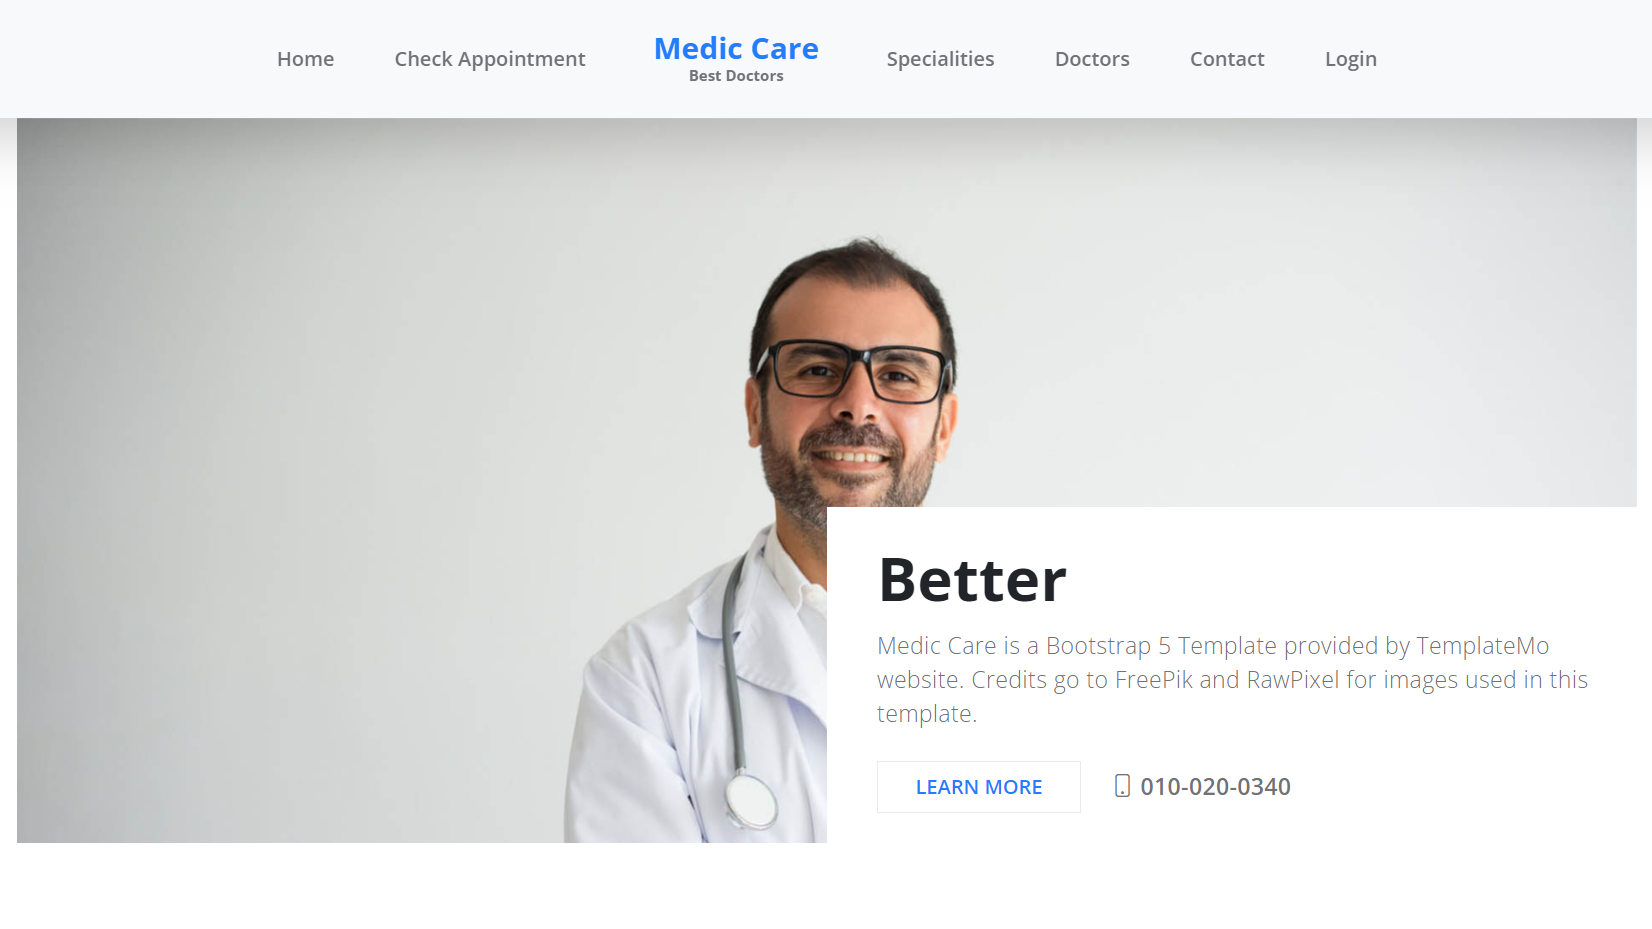 Home
Check Appointment
Medic Care
Best Doctors
Specialities
Doctors
Contact
Login
Better
Medic Care is a Bootstrap 5 Template provided by TemplateMo
website. Credits go to FreePik and RawPixel for images used in this
template.
LEARN MORE
010-020-0340